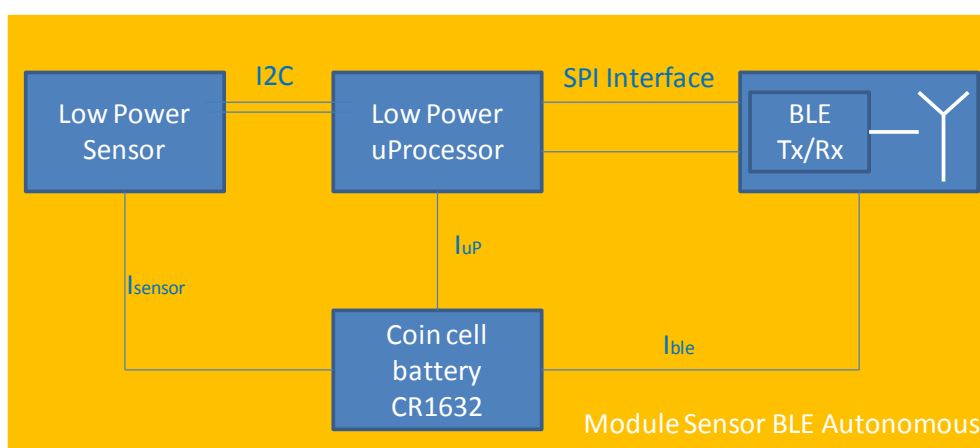 I2C
SPI Interface
Low Power
Sensor
Low Power
uProcessor
BLE
Tx/Rx
IuP
Isensor
Coin cell
battery
CR1632
Ible
Module Sensor BLE Autonomous